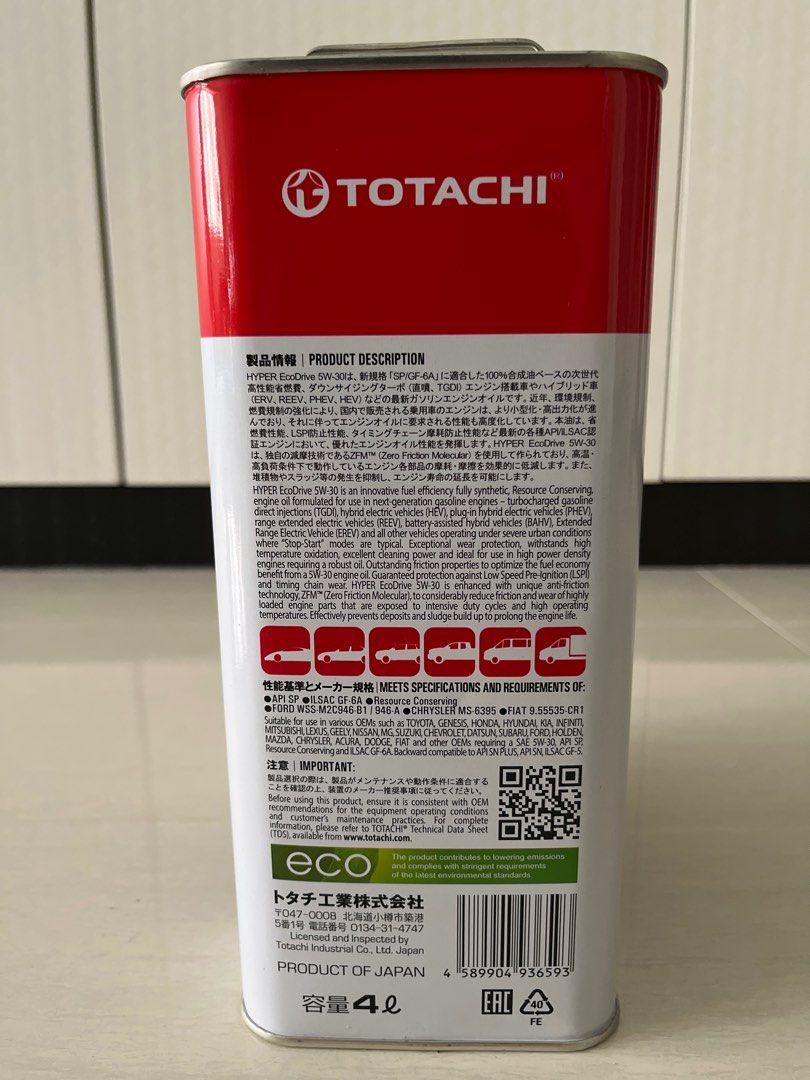 TOTACHI (R)
製品情報 | PRODUCT DESCRIPTION
HYPER EcoDrive 5W-30は、新規格「SP/GF-6A」に適合した100%合成油ベースの次世代
高性能省燃費、ダウンサイジングターボ（直噴、TGDI）エンジン搭載車やハイブリッド車
（ERV、REEV、PHEV、HEV）などの最新ガソリンエンジンオイルです。近年、環境規制、
燃費規制の強化により、国内で販売される乗用車のエンジンは、より小型化・高出力化が進
んでおり、それに伴ってエンジンオイルに要求される性能も高度化しています。本油は、省
燃費性能、LSPI防止性能、タイミングチェーン摩耗防止性能など最新の各種API/ILSAC認
証エンジンにおいて、優れたエンジンオイル性能を発揮します。HYPER EcoDrive 5W-30
は、独自の減摩技術であるZFM™（Zero Friction Molecular）を使用して作られており、高温・
高負荷条件下で動作しているエンジン各部品の摩耗・摩擦を効果的に低減します。また、
堆積物やスラッジ等の発生を抑制し、エンジン寿命の延長を可能にします。
HYPER EcoDrive 5W-30 is an innovative fuel efficiency fully synthetic, Resource Conserving,
engine oil formulated for use in next-generation gasoline engines – turbocharged gasoline
direct injections (TGDI), hybrid electric vehicles (HEV), plug-in hybrid electric vehicles (PHEV),
range extended electric vehicles (REEV), battery-assisted hybrid vehicles (BAHV), Extended
Range Electric Vehicle (EREV) and all other vehicles operating under severe urban conditions
where "Stop-Start" modes are typical. Exceptional wear protection, withstands high
temperature oxidation, excellent cleaning power and ideal for use in high power density
engines requiring a robust oil. Outstanding friction properties to optimize the fuel economy
benefit from a 5W-30 engine oil. Guaranteed protection against Low Speed Pre-Ignition (LSPI)
and timing chain wear. HYPER EcoDrive 5W-30 is enhanced with unique anti-friction
technology, ZFM™ (Zero Friction Molecular), to considerably reduce friction and wear of highly
loaded engine parts that are exposed to intensive duty cycles and high operating
temperatures. Effectively prevents deposits and sludge build up to prolong the engine life.
性能基準とメーカー規格 | MEETS SPECIFICATIONS AND REQUIREMENTS OF:
●API SP ●ILSAC GF-6A ●Resource Conserving
●FORD WSS-M2C946-B1 / 946-A ●CHRYSLER MS-6395 ●FIAT 9.55535-CR1
Suitable for use in various OEMs such as TOYOTA, GENESIS, HONDA, HYUNDAI, KIA, INFINITI,
MITSUBISHI, LEXUS, GEELY, NISSAN, MG, SUZUKI, CHEVROLET, DATSUN, SUBARU, FORD, HOLDEN,
MAZDA, CHRYSLER, ACURA, DODGE, FIAT and other OEMs requiring a SAE 5W-30, API SP,
Resource Conserving and ILSAC GF-6A. Backward compatible to API SN PLUS, API SN, ILSAC GF-5.
注意 | IMPORTANT:
製品選択の際は、製品がメンテナンスや動作条件に適合する
ことを確認の上、装置のメーカー推奨事項に従ってください。
Before using this product, ensure it is consistent with OEM
recommendations for the equipment operating conditions
and customer's maintenance practices. For complete
information, please refer to TOTACHI® Technical Data Sheet
(TDS), available from www.totachi.com.
eco
The product contributes to lowering emissions
and complies with stringent requirements
of the latest environmental standards.
トタチ工業株式会社
〒047-0008 北海道小樽市築港
5番1号 電話番号 0134-31-4747
Licensed and Inspected by
Totachi Industrial Co., Ltd. Japan
PRODUCT OF JAPAN
4 589904 936593
容量4ℓ
EAC
40
FE